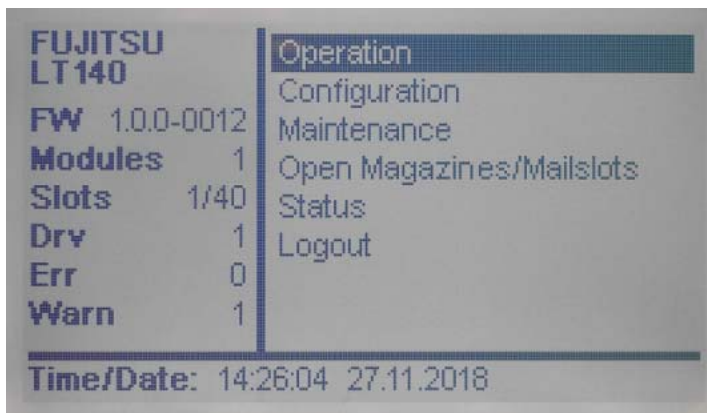 FUJITSU
LT140
FW 1.0.0-0012
Modules 1
Slots 1/40
Drv 1
Err 0
Warn 1
Operation
Configuration
Maintenance
Open Magazines/Mailslots
Status
Logout
Time/Date: 14:26:04 27.11.2018